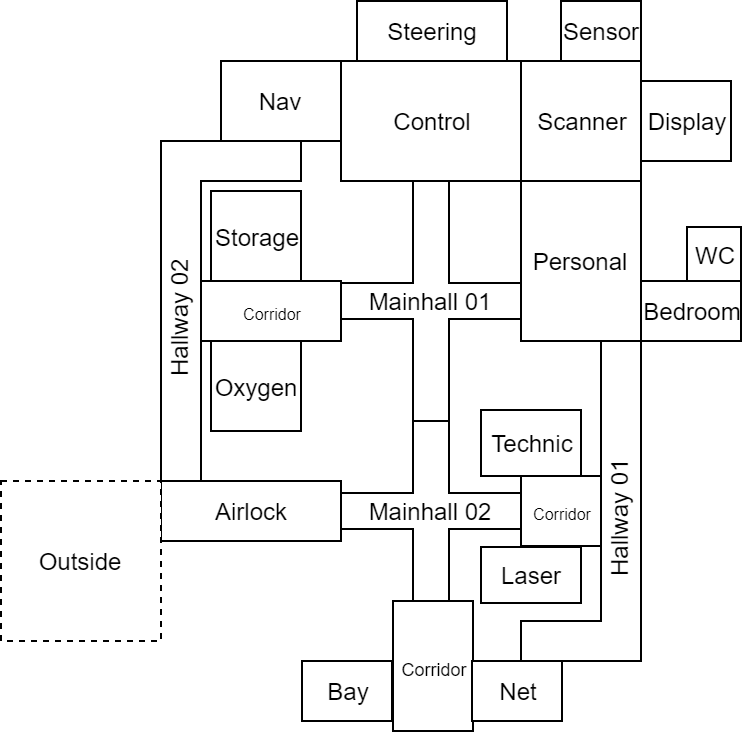 Steering
Sensor
Nav
Control
Scanner
Display
Storage
Personal
WC
Hallway 02
Corridor
Mainhall 01
Bedroom
Oxygen
Technic
Airlock
Mainhall 02
Corridor
Hallway 01
Outside
Laser
Corridor
Bay
Net